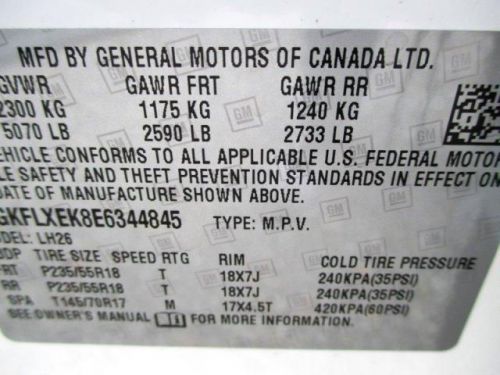 MFD BY GENERAL MOTORS OF CANADA LTD.
GVWR GAWR FRT GAWR RR
2300 KG 1175 KG 1240 KG
5070 LB 2590 LB 2733 LB
EHICLE CONFORMS TO ALL APPLICABLE U.S. FEDERAL MOTOR
LE SAFETY AND THEFT PREVENTION STANDARDS IN EFFECT ON
DATE OF MANUFACTURE SHOWN ABOVE.
GKFLXEK8E6344845 TYPE: M.P.V.
ODEL: LH26
TIRE SIZE SPEED RTG RIM COLD TIRE PRESSURE
FRT P235/55R18 T 18X7J 240KPA(35PSI)
RR P235/55R18 T 18X7J 240KPA(35PSI)
SPA T145/70R17 M 17X4.5T 420KPA(60PSI)
SEE OWNER'S MANUAL FOR MORE INFORMATION.